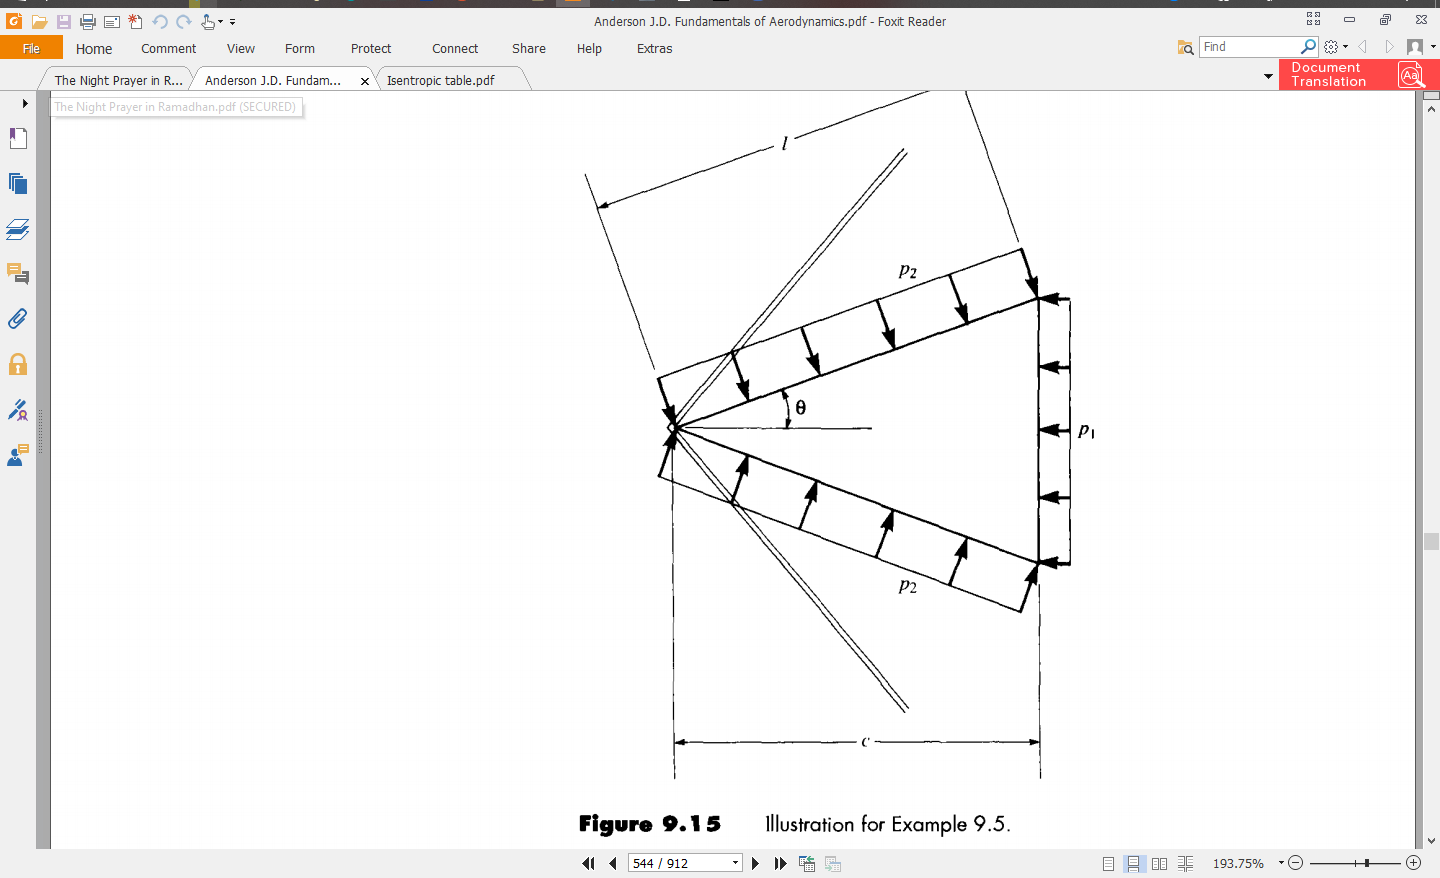 Anderson J.D. Fundamentals of Aerodynamics.pdf - Foxit Reader
File Home Comment View Form Protect Connect Share Help Extras
Find
The Night Prayer in R... Anderson J.D. Fundam... Isentropic table.pdf
Document
Translation
The Night Prayer in Ramadhan.pdf (SECURED)
l
p2
θ
p1
p2
c
Figure 9.15 Illustration for Example 9.5.
544 / 912
193.75%